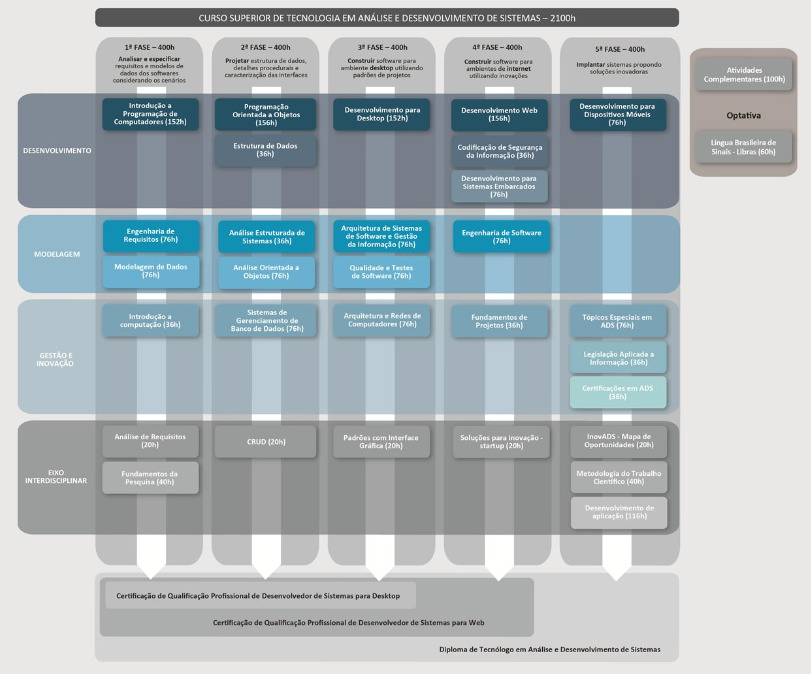 CURSO SUPERIOR DE TECNOLOGIA EM ANÁLISE E DESENVOLVIMENTO DE SISTEMAS – 2100h
1ª FASE – 400h
Analisar e especificar
requisitos e modelos de
dados dos softwares
considerando os cenários
2ª FASE – 400h
Projetar estrutura de dados,
detalhes procedurais e
caracterização das interfaces
3ª FASE – 400h
Construir software para
ambiente desktop utilizando
padrões de projetos
4ª FASE – 400h
Construir software para
ambientes de internet
utilizando inovações
5ª FASE – 400h
Implantar sistemas propondo
soluções inovadoras
Atividades
Complementares (100h)
Optativa
Língua Brasileira de
Sinais - Libras (60h)
DESENVOLVIMENTO
Introdução a
Programação de
Computadores (152h)
Programação
Orientada a Objetos
(156h)
Estrutura de Dados
(36h)
Desenvolvimento para
Desktop (152h)
Desenvolvimento Web
(156h)
Codificação de Segurança
da Informação (36h)
Desenvolvimento para
Sistemas Embarcados
(76h)
Desenvolvimento para
Dispositivos Móveis
(76h)
MODELAGEM
Engenharia de
Requisitos (76h)
Modelagem de Dados
(76h)
Análise Estruturada de
Sistemas (36h)
Análise Orientada a
Objetos (76h)
Arquitetura de Sistemas
de Software e Gestão
da Informação (76h)
Qualidade e Testes
de Software (76h)
Engenharia de Software
(76h)
GESTÃO E
INOVAÇÃO
Introdução a
computação (36h)
Sistemas de
Gerenciamento de
Banco de Dados (76h)
Arquitetura e Redes de
Computadores (76h)
Fundamentos de
Projetos (36h)
Tópicos Especiais em
ADS (76h)
Legislação Aplicada a
Informação (36h)
Certificações em ADS
(36h)
EIXO
INTERDISCIPLINAR
Análise de Requisitos
(20h)
Fundamentos da
Pesquisa (40h)
CRUD (20h)
Padrões com Interface
Gráfica (20h)
Soluções para inovação -
startup (20h)
InovADS - Mapa de
Oportunidades (20h)
Metodologia do Trabalho
Científico (40h)
Desenvolvimento de
aplicação (116h)
Certificação de Qualificação Profissional de Desenvolvedor de Sistemas para Desktop
Certificação de Qualificação Profissional de Desenvolvedor de Sistemas para Web
Diploma de Tecnólogo em Análise e Desenvolvimento de Sistemas